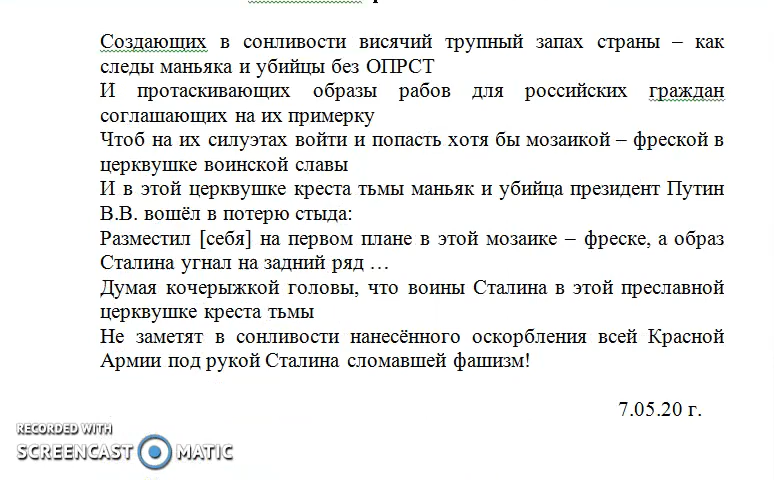 Создающих в сонливости висячий трупный запах страны – как
следы маньяка и убийцы без ОПРСТ
И протаскивающих образы рабов для российских граждан
соглашающих на их примерку
Чтоб на их силуэтах войти и попасть хотя бы мозаикой – фреской в
церквушке воинской славы
И в этой церквушке креста тьмы маньяк и убийца президент Путин
В.В. вошёл в потерю стыда:
Разместил [себя] на первом плане в этой мозаике – фреске, а образ
Сталина угнал на задний ряд …
Думая кочерыжкой головы, что воины Сталина в этой преславной
церквушке креста тьмы
Не заметят в сонливости нанесённого оскорбления всей Красной
Армии под рукой Сталина сломавшей фашизм!
7.05.20 г.
RECORDED WITH
SCREENCAST MATIC